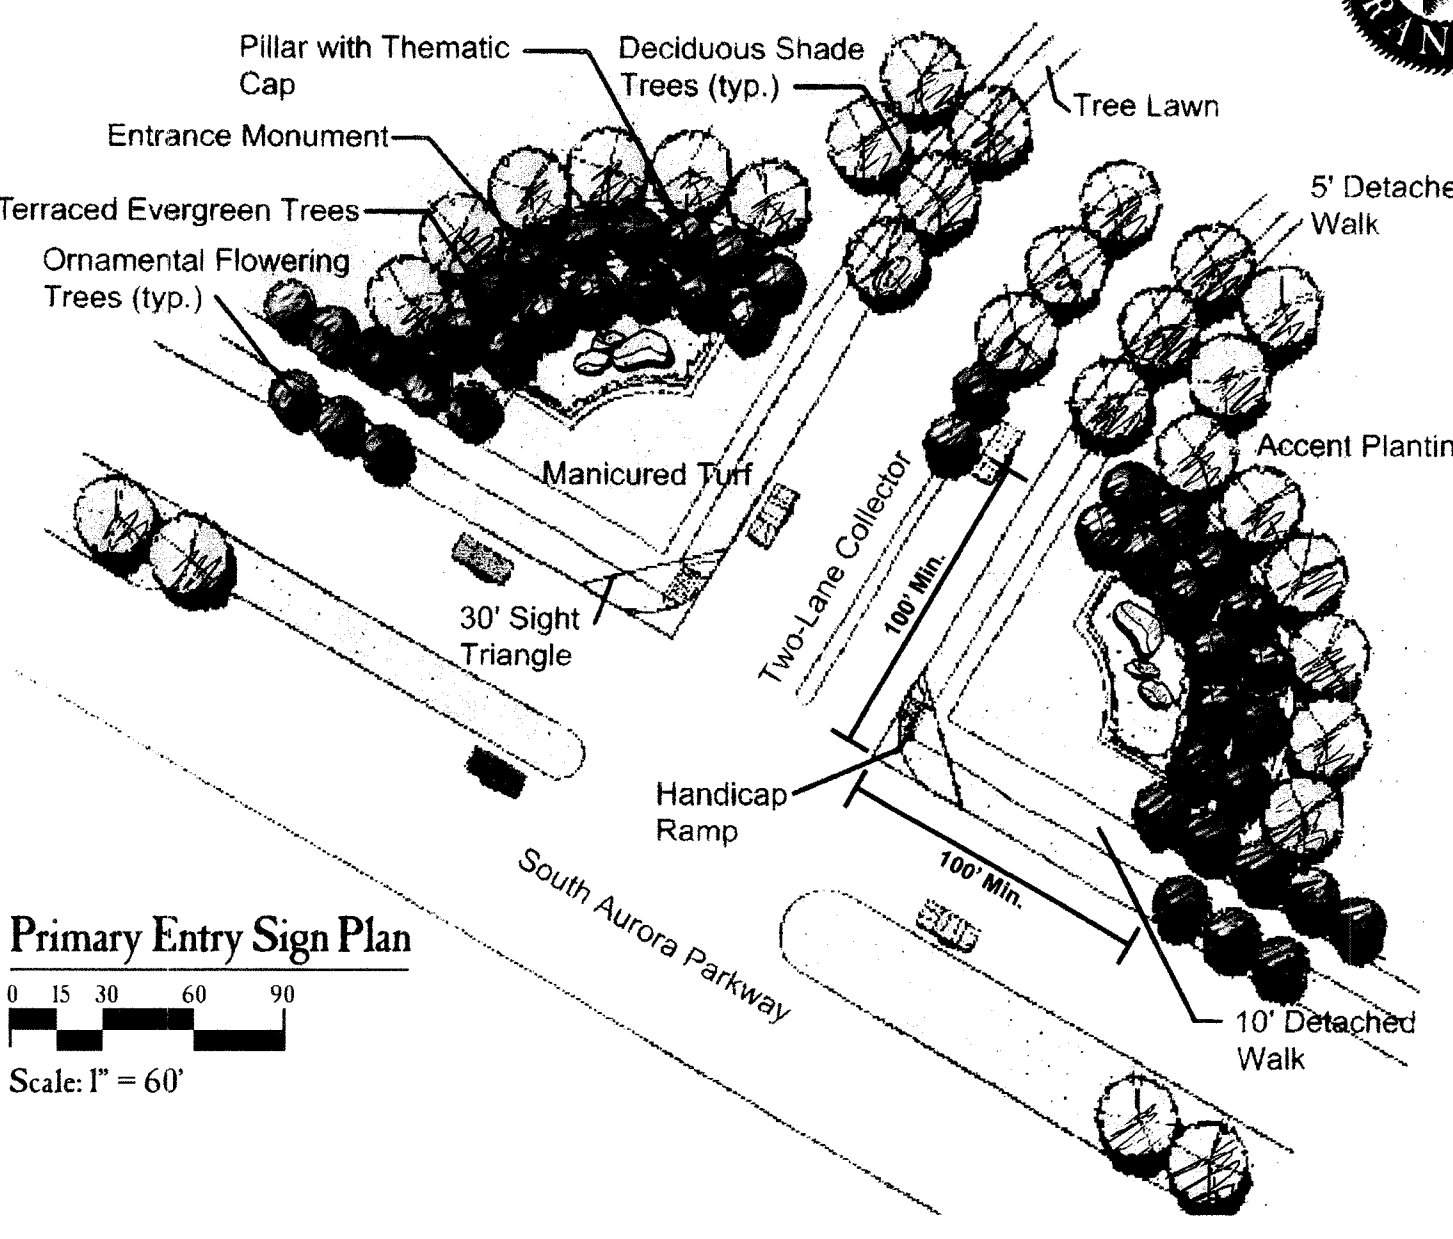 Pillar with Thematic
Cap
Deciduous Shade
Trees (typ.)
Tree Lawn
RAN
Entrance Monument
Terraced Evergreen Trees
5' Detache
Walk
Ornamental Flowering
Trees (typ.)
Accent Plantin
Manicured Turf
Two-Lane Collector
100' Min.
30' Sight
Triangle
Handicap
Ramp
100' Min.
South Aurora Parkway
10' Detached
Walk
Primary Entry Sign Plan
0 15 30 60 90
Scale: 1" = 60'